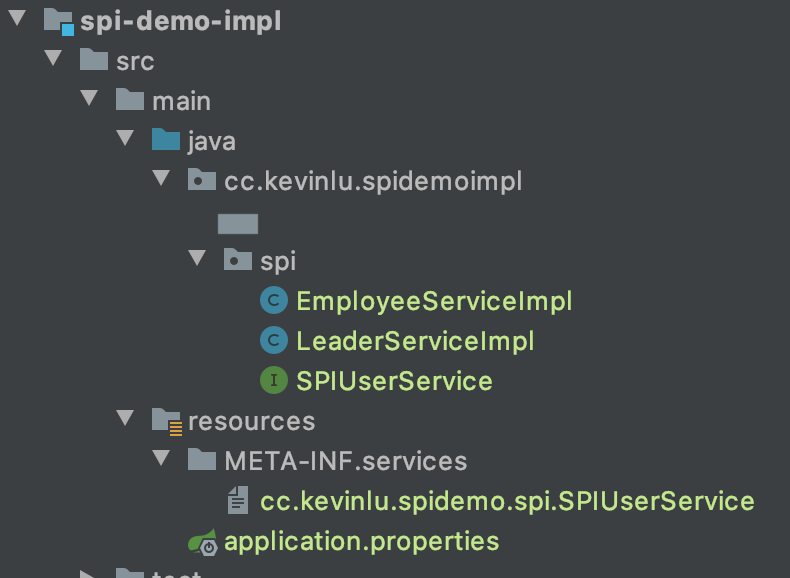 spi-demo-impl
src
main
java
cc.kevinlu.spidemoimpl
spi
C EmployeeServiceImpl
C LeaderServiceImpl
I SPIUserService
resources
META-INF.services
cc.kevinlu.spidemo.spi.SPIUserService
application.properties
test